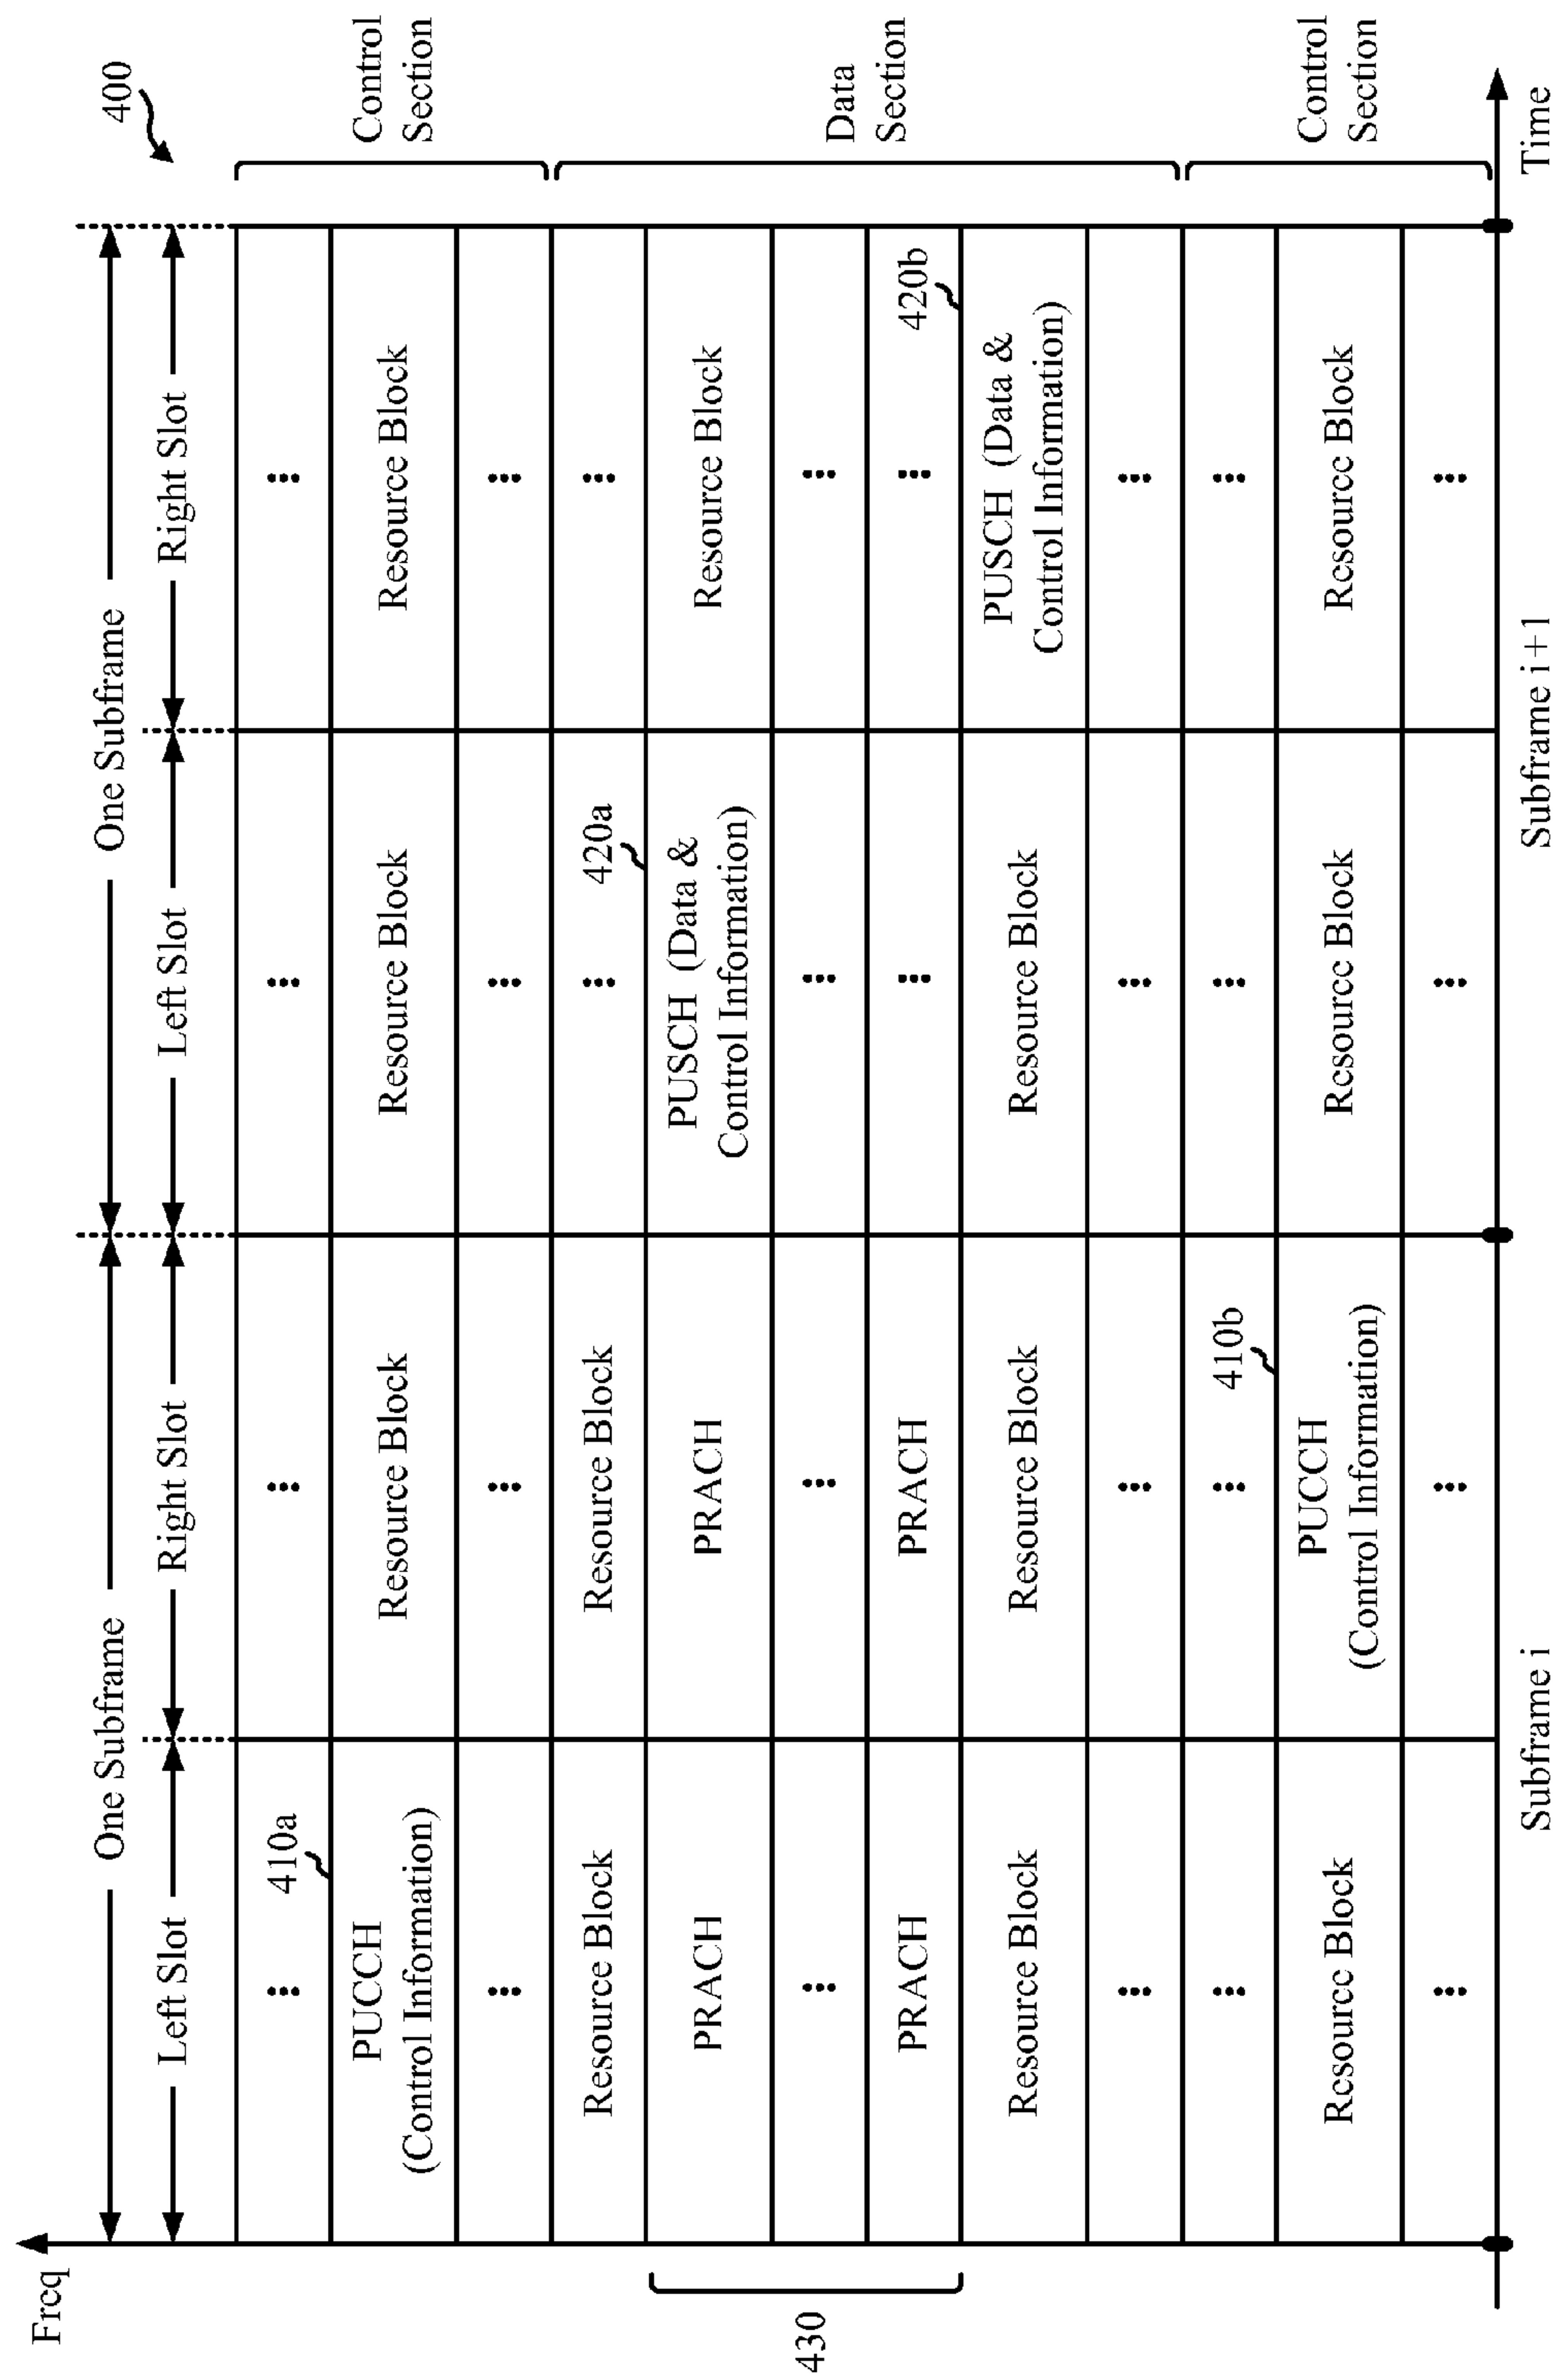 Freq
One Subframe
One Subframe
400
Left Slot
Right Slot
Left Slot
Right Slot
410a
PUCCH
(Control Information)
Resource Block
Resource Block
Resource Block
Control
Section
Resource Block
Resource Block
420a
PRACH
PRACH
PUSCH (Data &
Control Information)
Resource Block
430
Data
Section
PRACH
PRACH
420b
Resource Block
Resource Block
Resource Block
PUSCH (Data &
Control Information)
410b
Resource Block
PUCCH
(Control Information)
Resource Block
Resource Block
Control
Section
Subframe i
Subframe i+1
Time